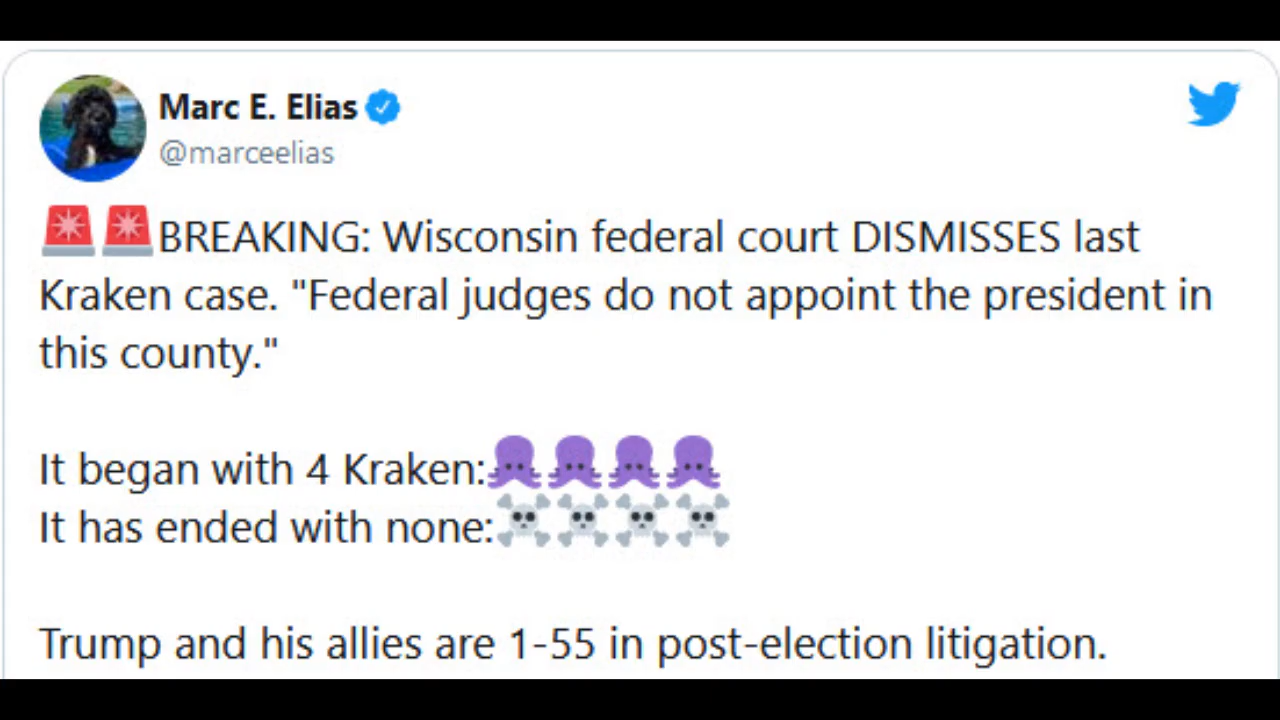 Marc E. Elias
@marceelias
🚨🚨BREAKING: Wisconsin federal court DISMISSES last
Kraken case. "Federal judges do not appoint the president in
this county."
It began with 4 Kraken:🐙🐙🐙🐙
It has ended with none:☠️☠️☠️☠️
Trump and his allies are 1-55 in post-election litigation.